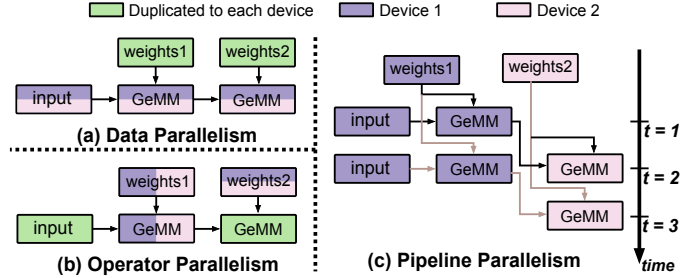 Duplicated to each device
Device 1
Device 2
weights1
weights2
input
GeMM
GeMM
(a) Data Parallelism
weights1
weights2
input
GeMM
GeMM
(b) Operator Parallelism
weights1
weights2
input
GeMM
t = 1
input
GeMM
GeMM
t = 2
GeMM
t = 3
(c) Pipeline Parallelism
time